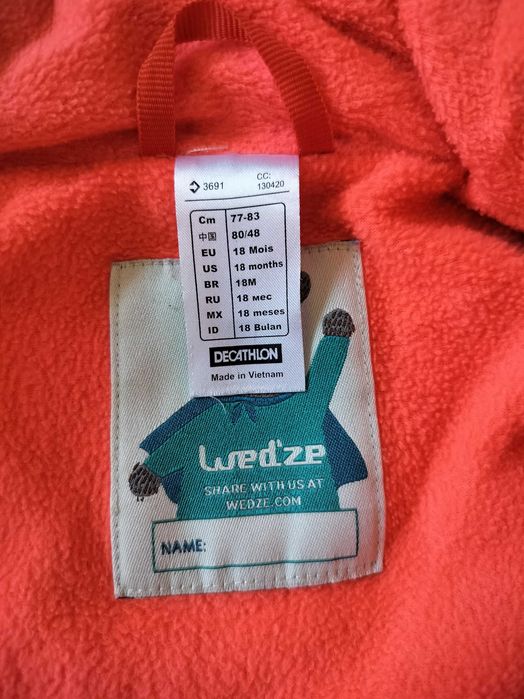 3691
CC:
130420
Cm 77-83
中国 80/48
EU 18 Mois
US 18 months
BR 18M
RU 18 мес
MX 18 meses
ID 18 Bulan
DECATHLON
Made in Vietnam
Wed'ze
SHARE WITH US AT
WEDZE.COM
NAME: